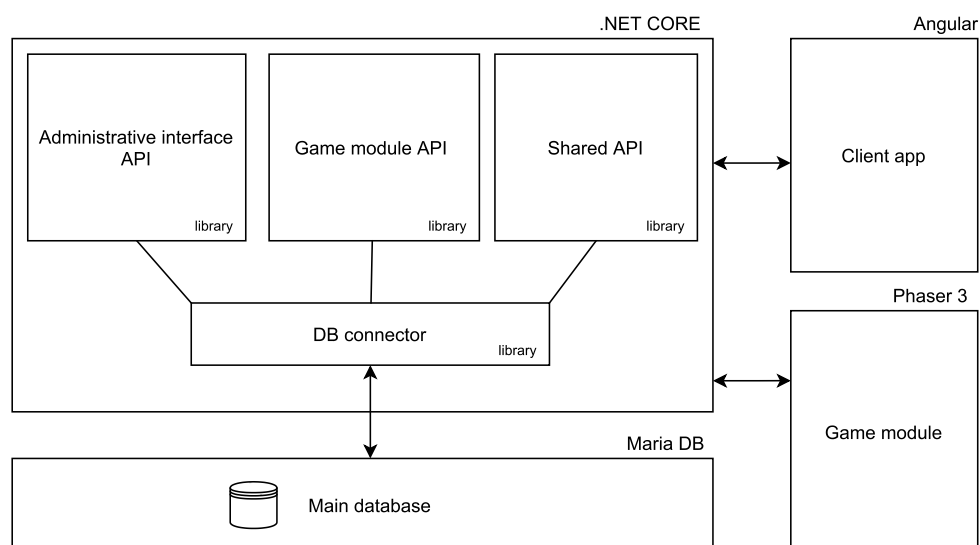 .NET CORE
Angular
Administrative interface
API
library
Game module API
library
Shared API
library
Client app
DB connector
library
Phaser 3
Game module
Maria DB
Main database